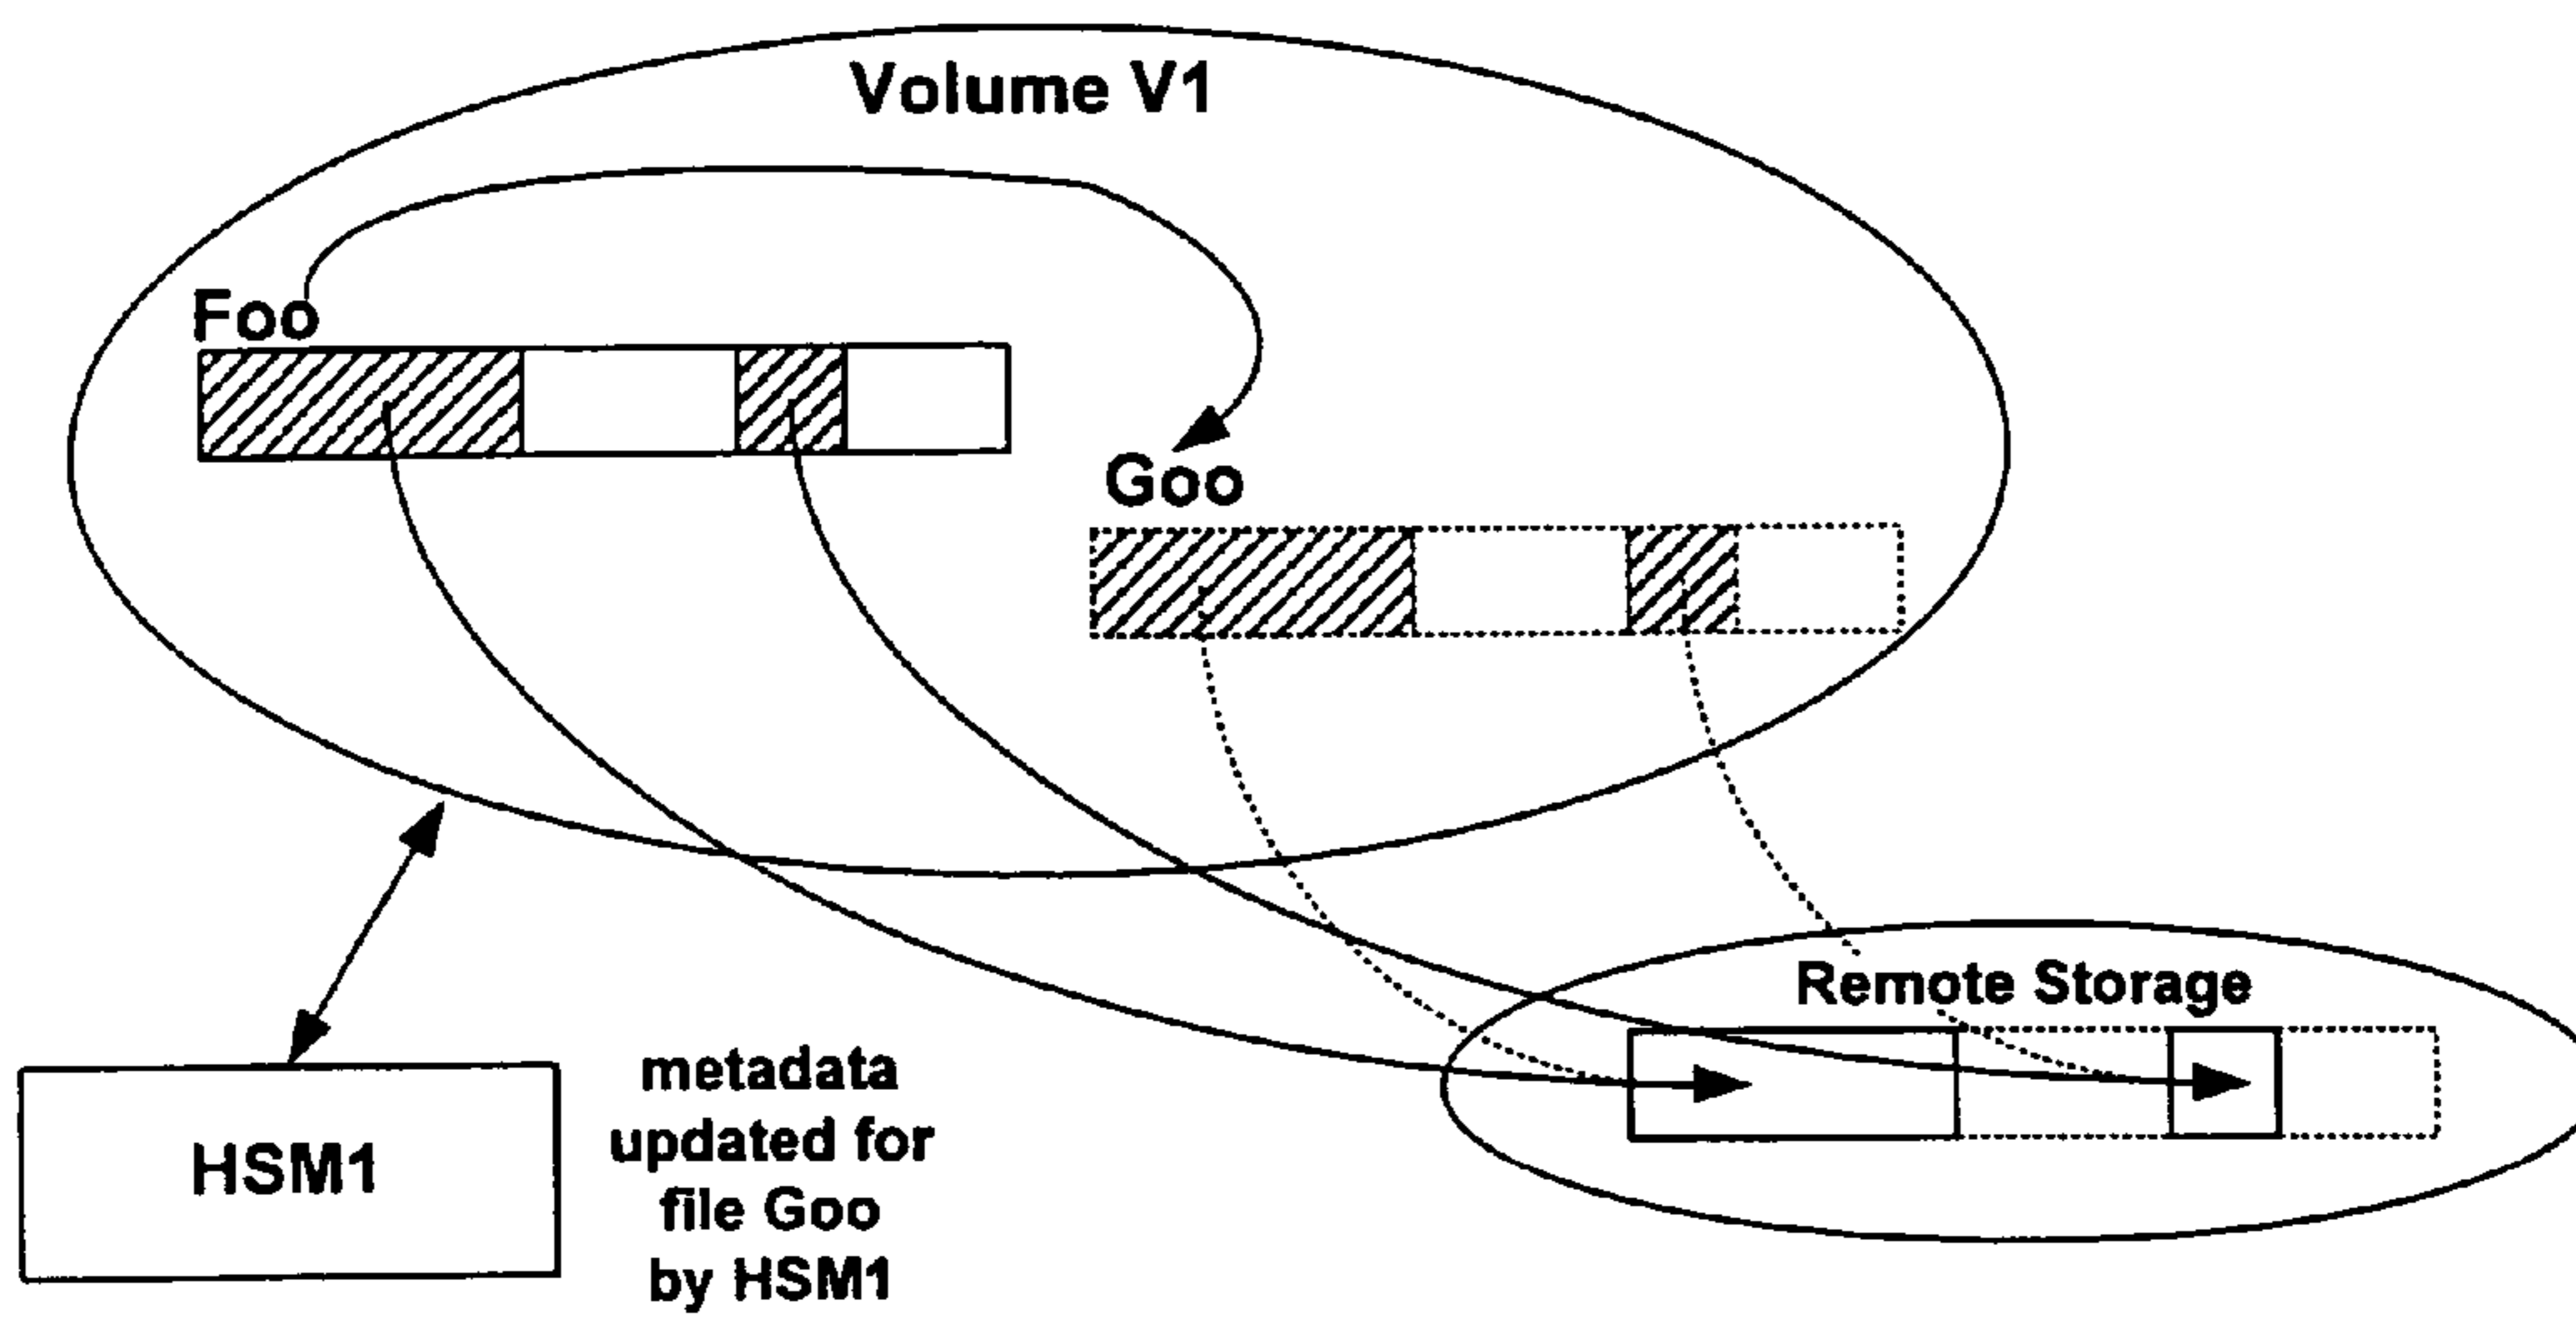 Volume V1
Foo
Goo
Remote Storage
HSM1
metadata
updated for
file Goo
by HSM1